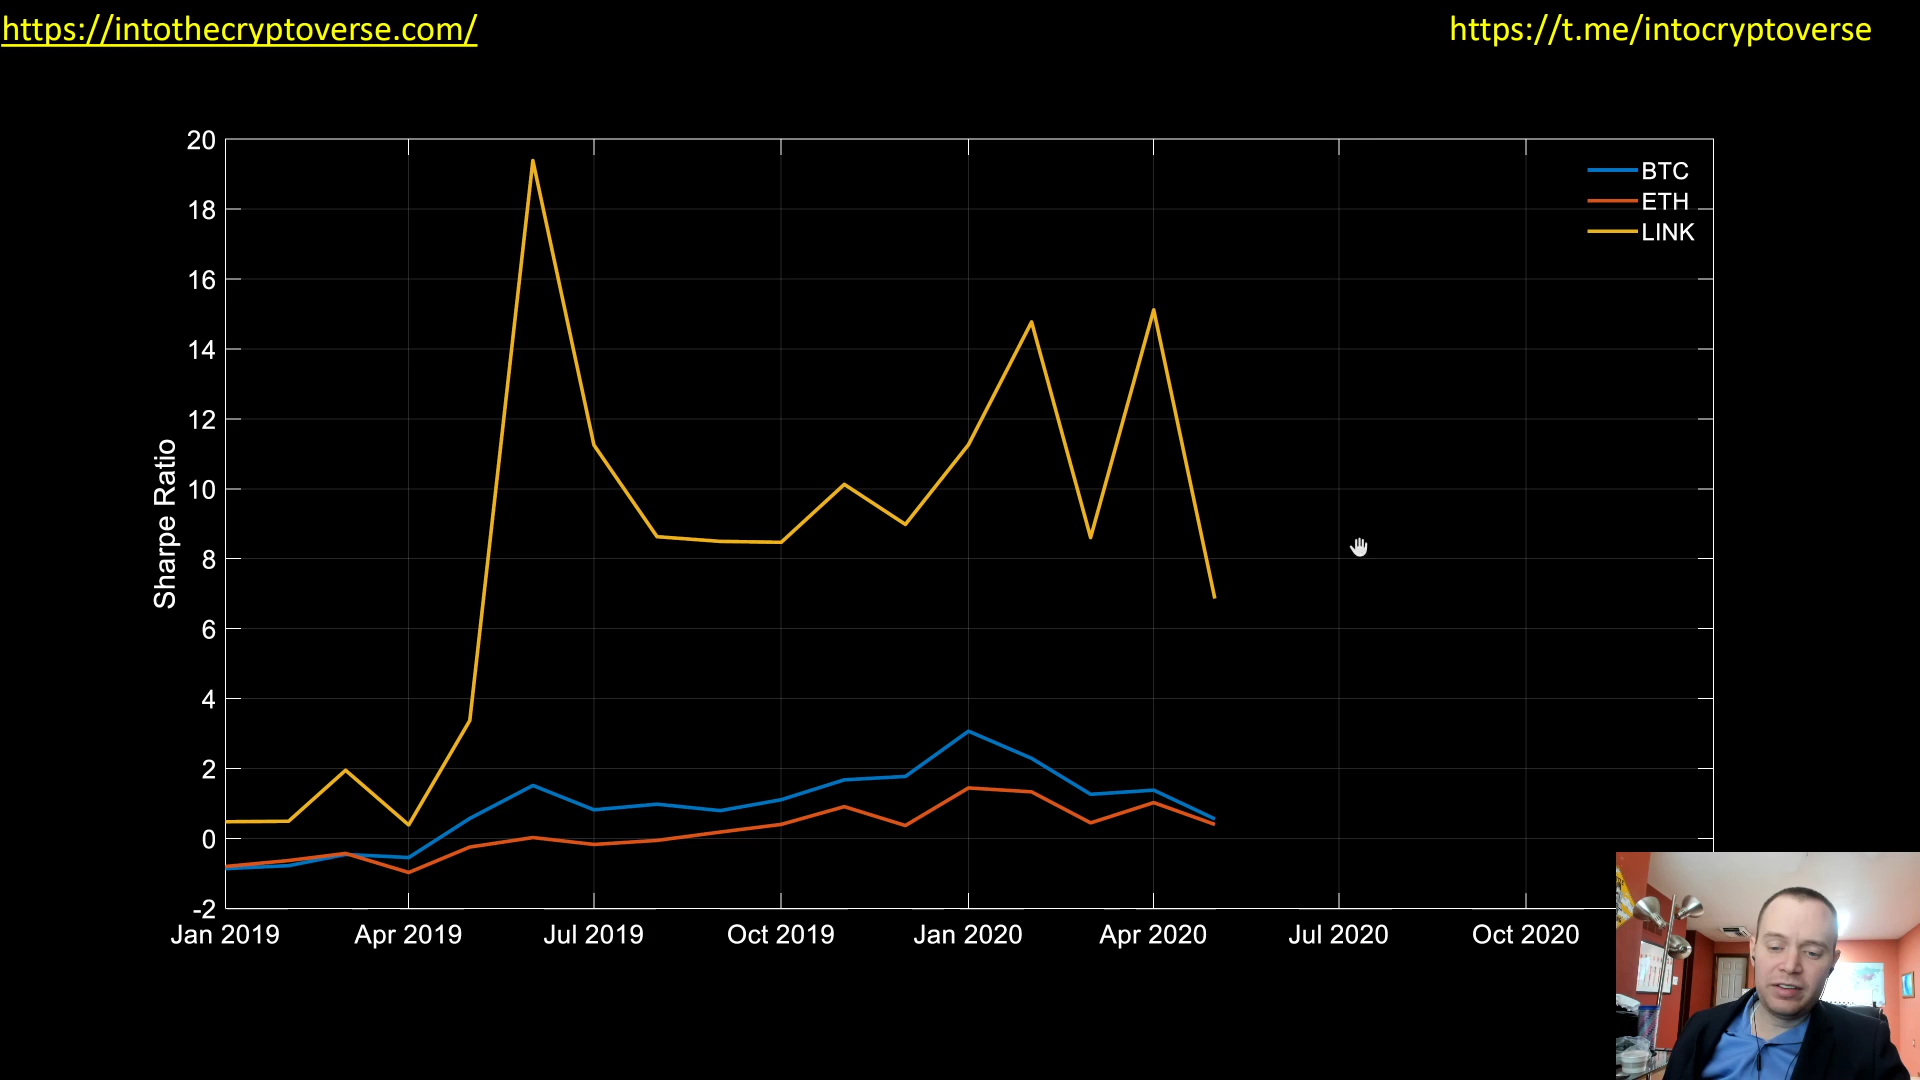 https://intothecryptoverse.com/
https://t.me/intocryptoverse
20
18
16
14
12
10
8
6
4
2
0
-2
Sharpe Ratio
BTC
ETH
LINK
Jan 2019
Apr 2019
Jul 2019
Oct 2019
Jan 2020
Apr 2020
Jul 2020
Oct 2020